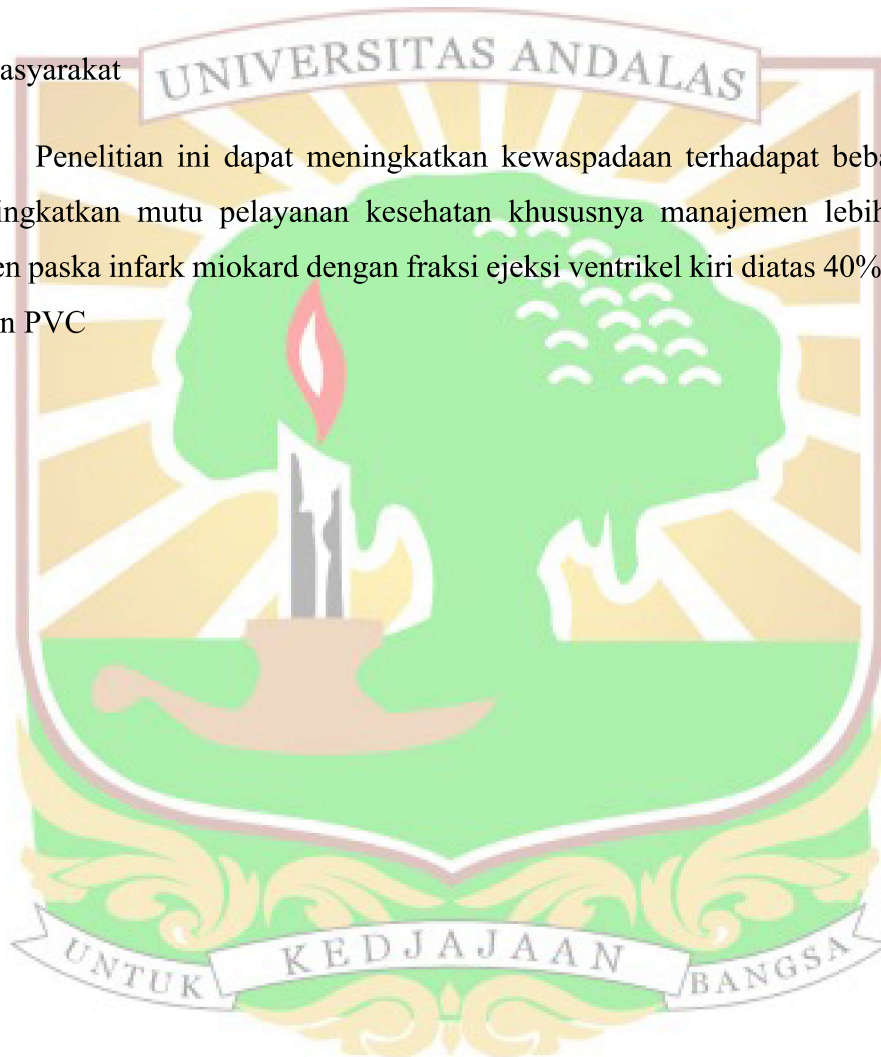 UNIVERSITAS ANDALAS
asyarakat
Penelitian ini dapat meningkatkan kewaspadaan terhadapat beba
ingkatkan mutu pelayanan kesehatan khususnya manajemen lebih
en paska infark miokard dengan fraksi ejeksi ventrikel kiri diatas 40%
n PVC
UNTUK KEDJAJAAN BANGSA